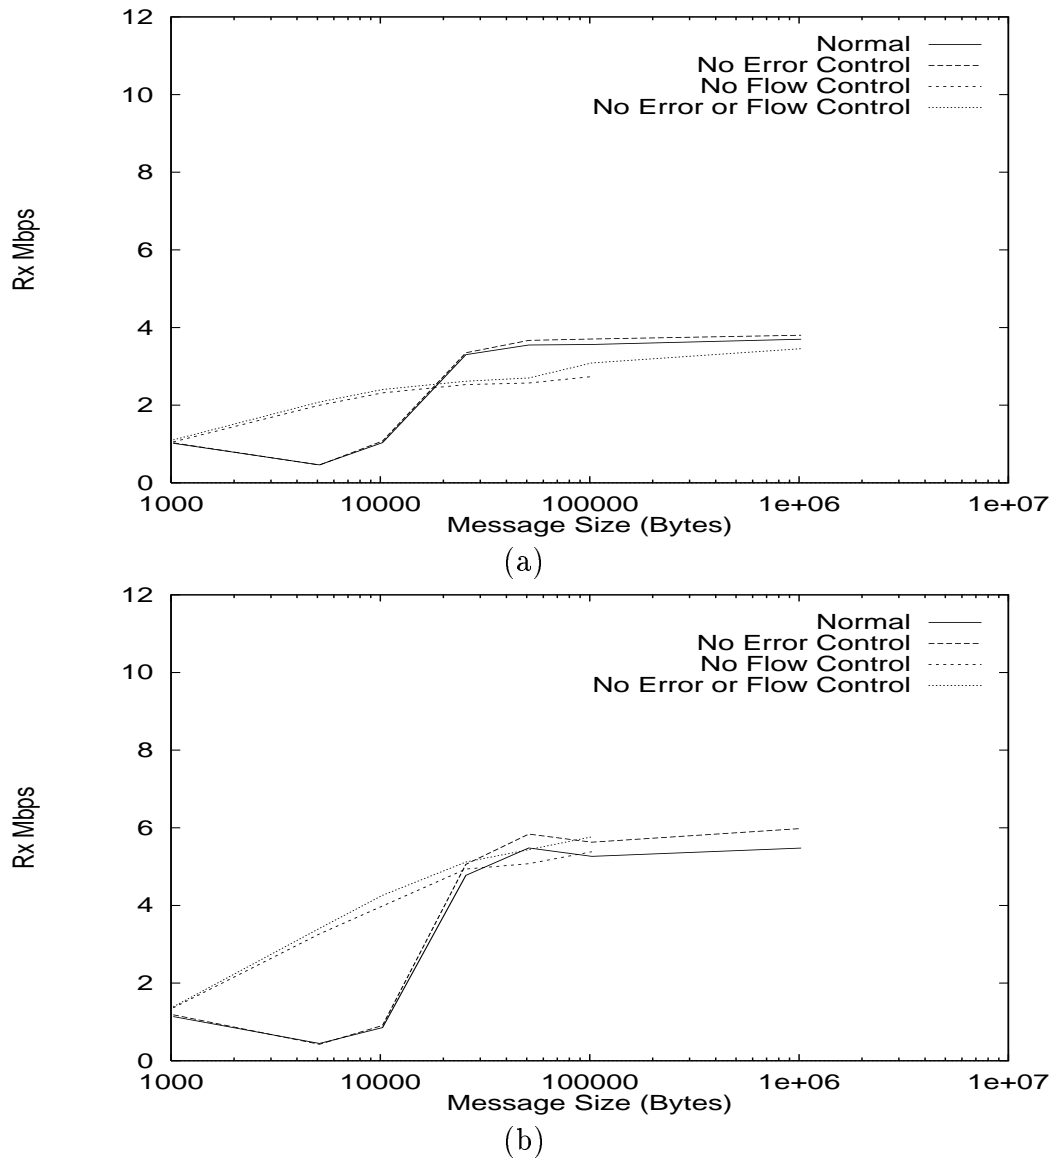 12
10
8
6
4
2
0
Rx Mbps
Normal
No Error Control
No Flow Control
No Error or Flow Control
1000 10000 100000 1e+06 1e+07
Message Size (Bytes)
(a)
12
10
8
6
4
2
0
Rx Mbps
Normal
No Error Control
No Flow Control
No Error or Flow Control
1000 10000 100000 1e+06 1e+07
Message Size (Bytes)
(b)